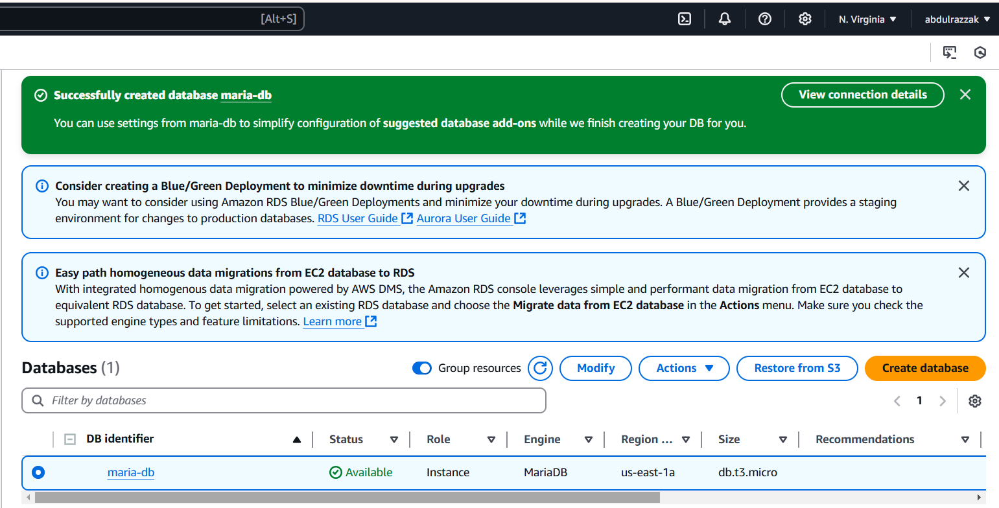 [Alt+S]
N. Virginia
abdulrazzak
Successfully created database maria-db
View connection details
You can use settings from maria-db to simplify configuration of suggested database add-ons while we finish creating your DB for you.
Consider creating a Blue/Green Deployment to minimize downtime during upgrades
You may want to consider using Amazon RDS Blue/Green Deployments and minimize your downtime during upgrades. A Blue/Green Deployment provides a staging
environment for changes to production databases. RDS User Guide Aurora User Guide
Easy path homogeneous data migrations from EC2 database to RDS
With integrated homogenous data migration powered by AWS DMS, the Amazon RDS console leverages simple and performant data migration from EC2 database to
equivalent RDS database. To get started, select an existing RDS database and choose the Migrate data from EC2 database in the Actions menu. Make sure you check the
supported engine types and feature limitations. Learn more
Databases (1)
Group resources
Modify
Actions
Restore from S3
Create database
Filter by databases
1
DB identifier Status Role Engine Region ... Size Recommendations
maria-db Available Instance MariaDB us-east-1a db.t3.micro